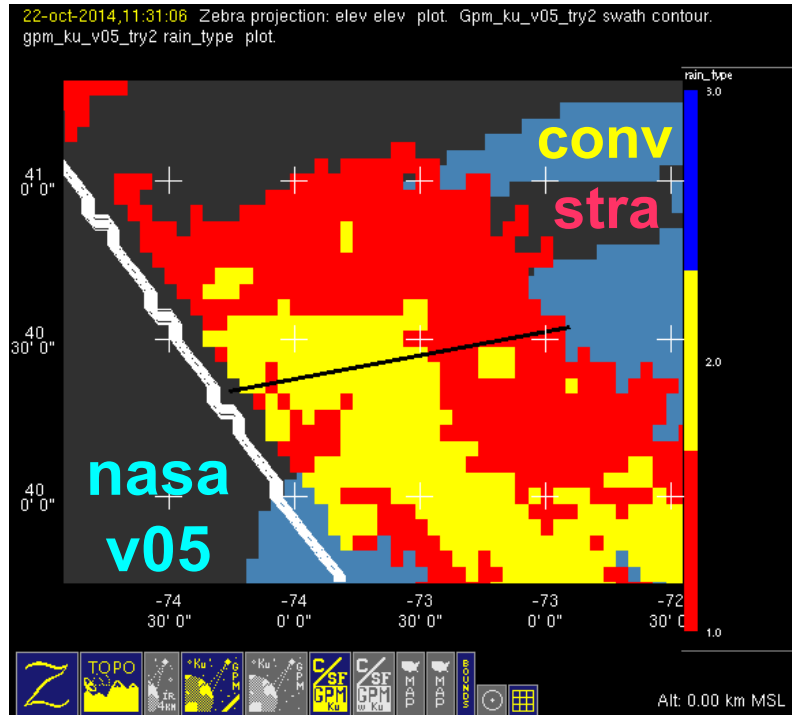 22-oct-2014,11:31:06 Zebra projection: elev elev plot. Gpm_ku_v05_try2 swath contour.
gpm_ku_v05_try2 rain_type plot.
rain_type
3.0
conv
41
0' 0"
stra
40
30' 0"
2.0
nasa
v05
40
0' 0"
-74
30' 0"
-74
0' 0"
-73
30' 0"
-73
0' 0"
-72
30' 0
1.0
Z
TOPO
IR
4KM
Ku
GPM
Ku
GPM
C/SF
GPM
Ku
C/SF
GPM
w Ku
MAP
MAP
BOUNDS
Alt: 0.00 km MSL